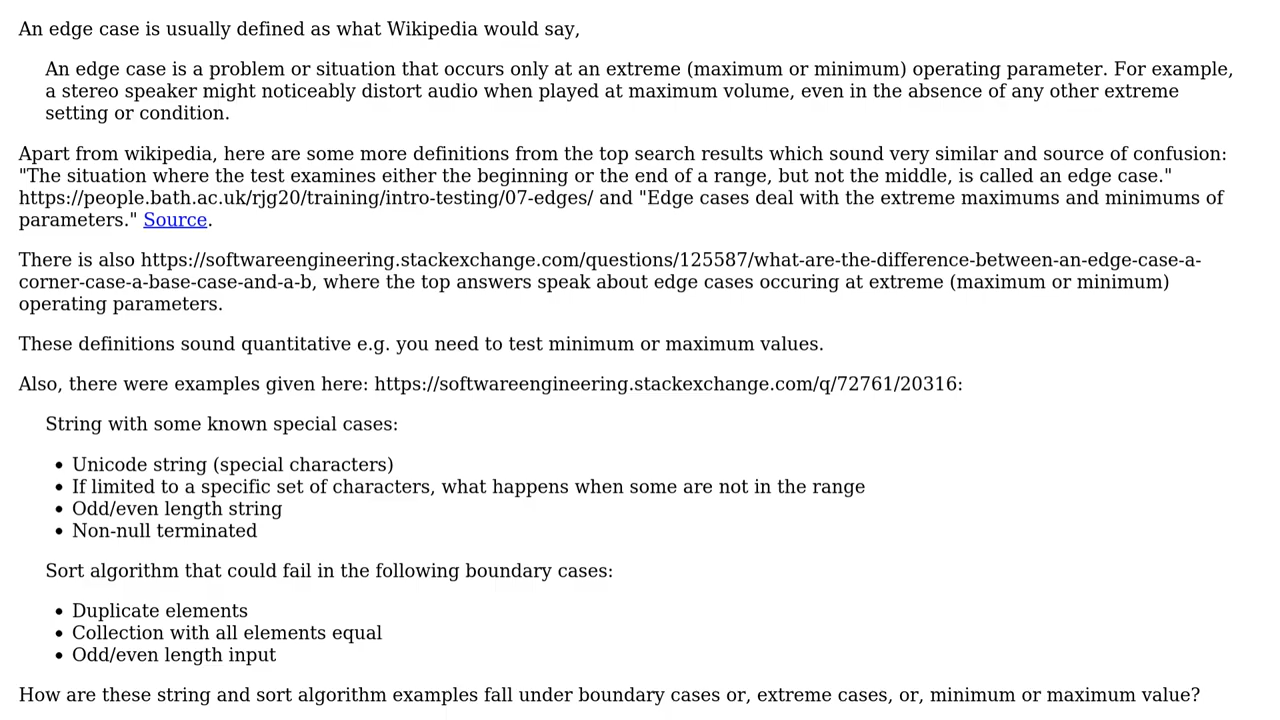 An edge case is usually defined as what Wikipedia would say,
An edge case is a problem or situation that occurs only at an extreme (maximum or minimum) operating parameter. For example,
a stereo speaker might noticeably distort audio when played at maximum volume, even in the absence of any other extreme
setting or condition.
Apart from wikipedia, here are some more definitions from the top search results which sound very similar and source of confusion:
"The situation where the test examines either the beginning or the end of a range, but not the middle, is called an edge case."
https://people.bath.ac.uk/rjg20/training/intro-testing/07-edges/ and "Edge cases deal with the extreme maximums and minimums of
parameters." Source.
There is also https://softwareengineering.stackexchange.com/questions/125587/what-are-the-difference-between-an-edge-case-a-
corner-case-a-base-case-and-a-b, where the top answers speak about edge cases occuring at extreme (maximum or minimum)
operating parameters.
These definitions sound quantitative e.g. you need to test minimum or maximum values.
Also, there were examples given here: https://softwareengineering.stackexchange.com/q/72761/20316:
String with some known special cases:
• Unicode string (special characters)
• If limited to a specific set of characters, what happens when some are not in the range
• Odd/even length string
• Non-null terminated
Sort algorithm that could fail in the following boundary cases:
• Duplicate elements
• Collection with all elements equal
• Odd/even length input
How are these string and sort algorithm examples fall under boundary cases or, extreme cases, or, minimum or maximum value?